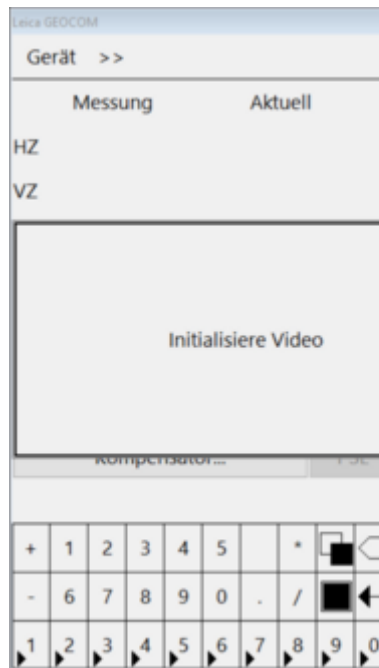 Leica GEOCOM
Gerät >>
Messung Aktuell
HZ
VZ
Initialisiere Video
Kompensator...
+ 1 2 3 4 5 *
- 6 7 8 9 0 . /
1 2 3 4 5 6 7 8 9 0